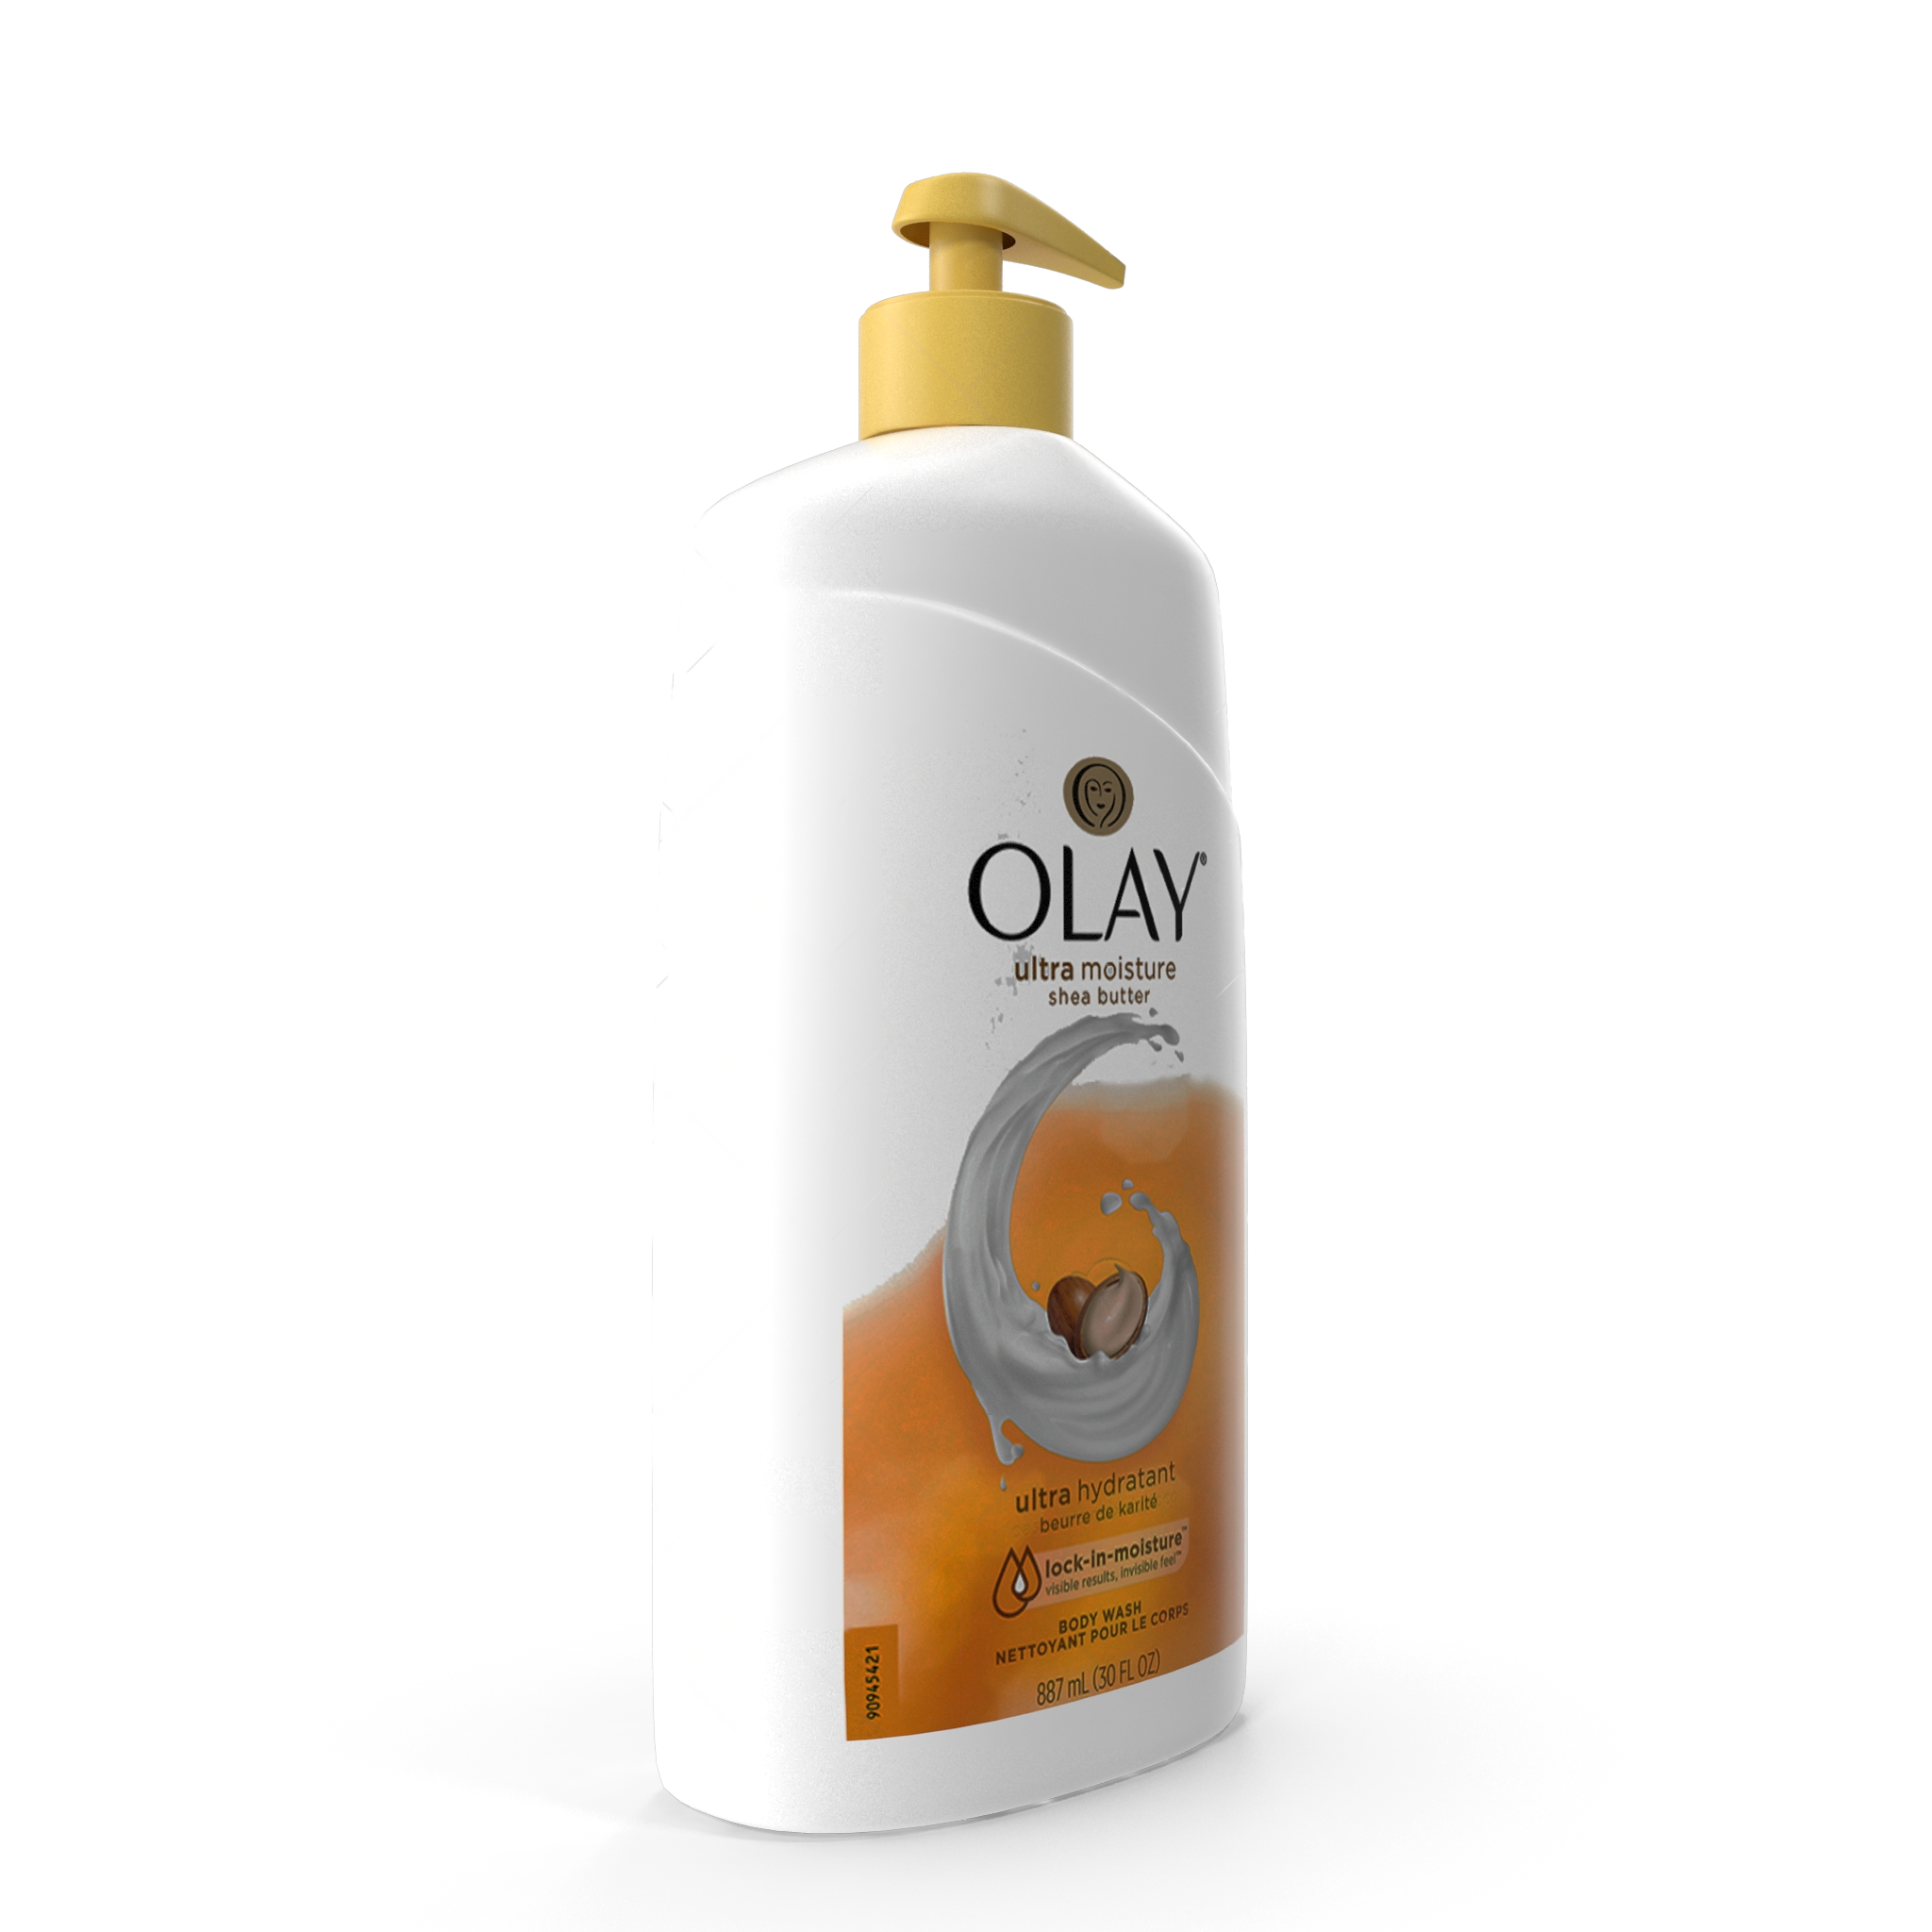 OLAY®
ultra moisture
shea butter
ultra hydratant
beurre de karité
lock-in-moisture™
visible results, invisible feel™
BODY WASH
NETTOYANT POUR LE CORPS
887 mL (30 FL OZ)
90945421